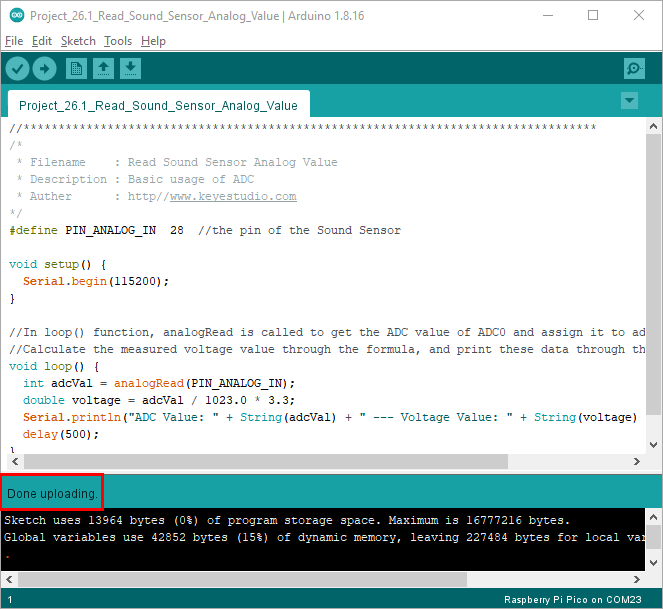 Project_26.1_Read_Sound_Sensor_Analog_Value | Arduino 1.8.16
File Edit Sketch Tools Help
Project_26.1_Read_Sound_Sensor_Analog_Value
//**********************************************************************************
/*
* Filename    : Read Sound Sensor Analog Value
* Description : Basic usage of ADC
* Auther      : http//www.keyestudio.com
*/
#define PIN_ANALOG_IN  28  //the pin of the Sound Sensor
void setup() {
Serial.begin(115200);
}
//In loop() function, analogRead is called to get the ADC value of ADC0 and assign it to ad
//Calculate the measured voltage value through the formula, and print these data through th
void loop() {
int adcVal = analogRead(PIN_ANALOG_IN);
double voltage = adcVal / 1023.0 * 3.3;
Serial.println("ADC Value: " + String(adcVal) + " --- Voltage Value: " + String(voltage)
delay(500);
}
Done uploading.
Sketch uses 13964 bytes (0%) of program storage space. Maximum is 16777216 bytes.
Global variables use 42852 bytes (15%) of dynamic memory, leaving 227484 bytes for local var
.
1
Raspberry Pi Pico on COM23